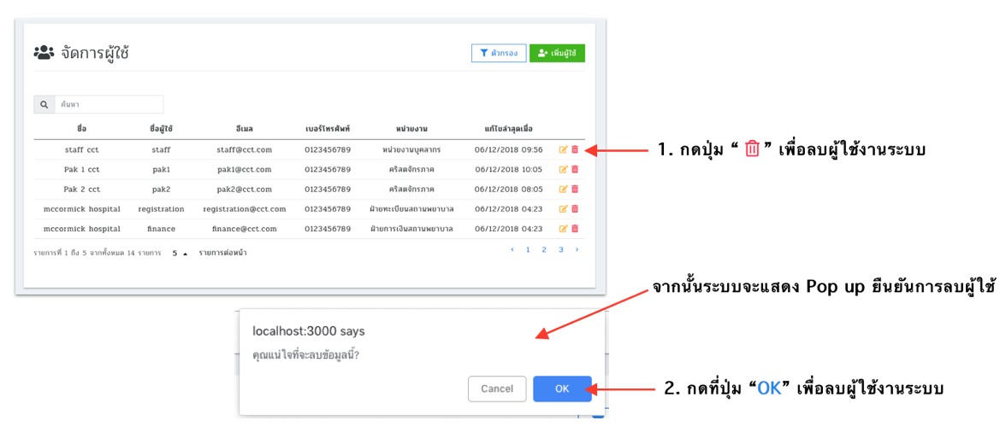 จัดการผู้ใช้
ตัวกรอง
เพิ่มผู้ใช้
ค้นหา
ชื่อ ชื่อผู้ใช้ อีเมล เบอร์โทรศัพท์ หน่วยงาน แก้ไขล่าสุดเมื่อ
staff cct staff staff@cct.com 0123456789 หน่วยงานบุคลากร 06/12/2018 09:56
Pak 1 cct pak1 pak1@cct.com 0123456789 คริสตจักรภาค 06/12/2018 10:05
Pak 2 cct pak2 pak2@cct.com 0123456789 คริสตจักรภาค 06/12/2018 08:05
mccormick hospital registration registration@cct.com 0123456789 ฝ่ายทะเบียนสถานพยาบาล 06/12/2018 04:23
mccormick hospital finance finance@cct.com 0123456789 ฝ่ายการเงินสถานพยาบาล 06/12/2018 04:23
รายการที่ 1 ถึง 5 จากทั้งหมด 14 รายการ 5 รายการต่อหน้า ‹ 1 2 3 ›
1. กดปุ่ม “ ” เพื่อลบผู้ใช้งานระบบ
จากนั้นระบบจะแสดง Pop up ยืนยันการลบผู้ใช้
localhost:3000 says
คุณแน่ใจที่จะลบข้อมูลนี้?
Cancel OK
2. กดที่ปุ่ม “OK” เพื่อลบผู้ใช้งานระบบ